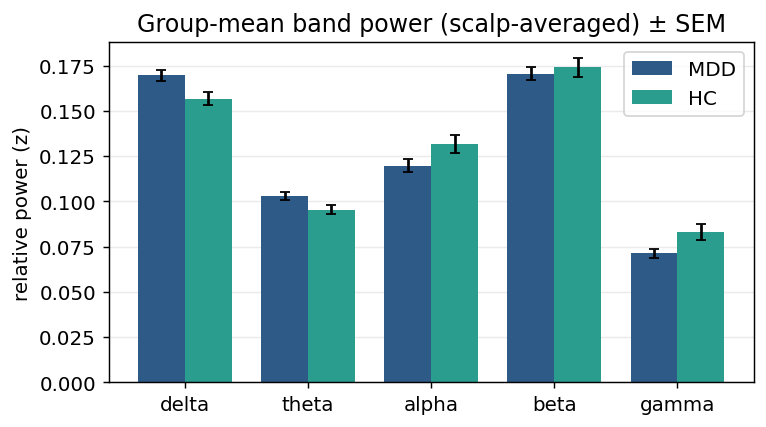 Group-mean band power (scalp-averaged) ± SEM
relative power (z)
0.175
0.150
0.125
0.100
0.075
0.050
0.025
0.000
MDD
HC
delta
theta
alpha
beta
gamma